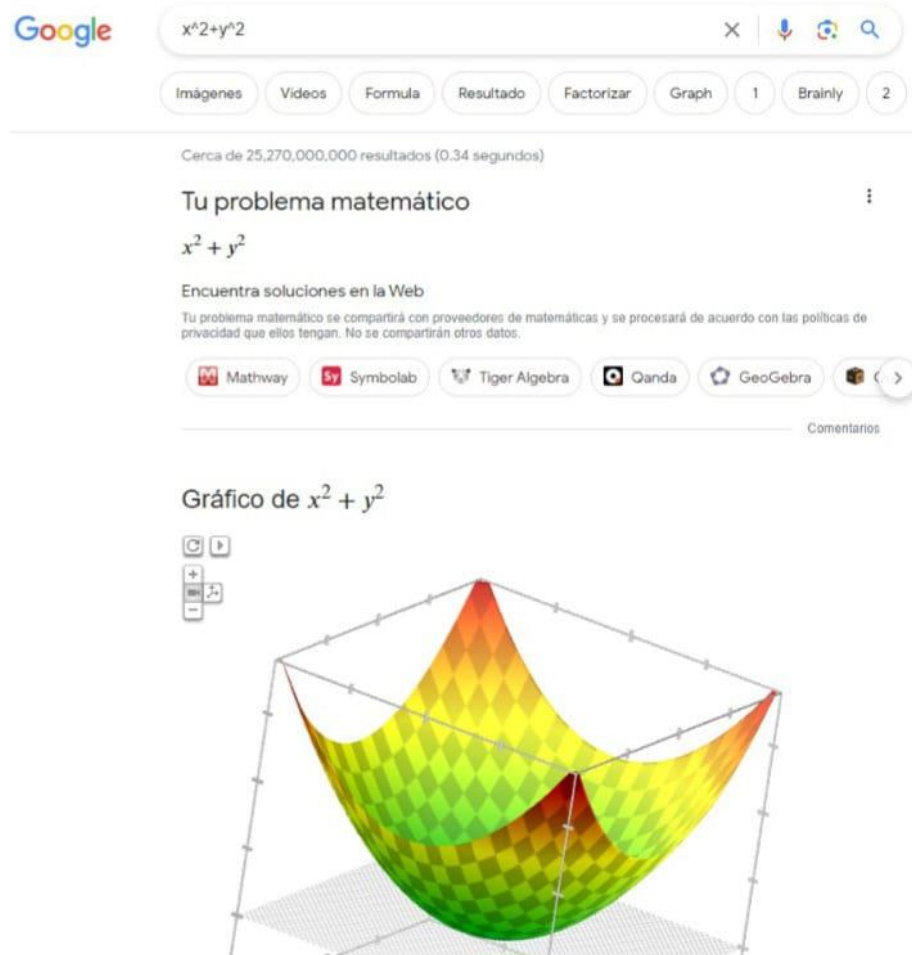 Google
x^2+y^2
Imágenes Videos Formula Resultado Factorizar Graph 1 Brainly 2
Cerca de 25,270,000,000 resultados (0.34 segundos)
Tu problema matemático
x² + y²
Encuentra soluciones en la Web
Tu problema matemático se compartirá con proveedores de matemáticas y se procesará de acuerdo con las políticas de
privacidad que ellos tengan. No se compartirán otros datos.
Mathway Sy Symbolab Tiger Algebra Qanda GeoGebra
Comentarios
Gráfico de x² + y²